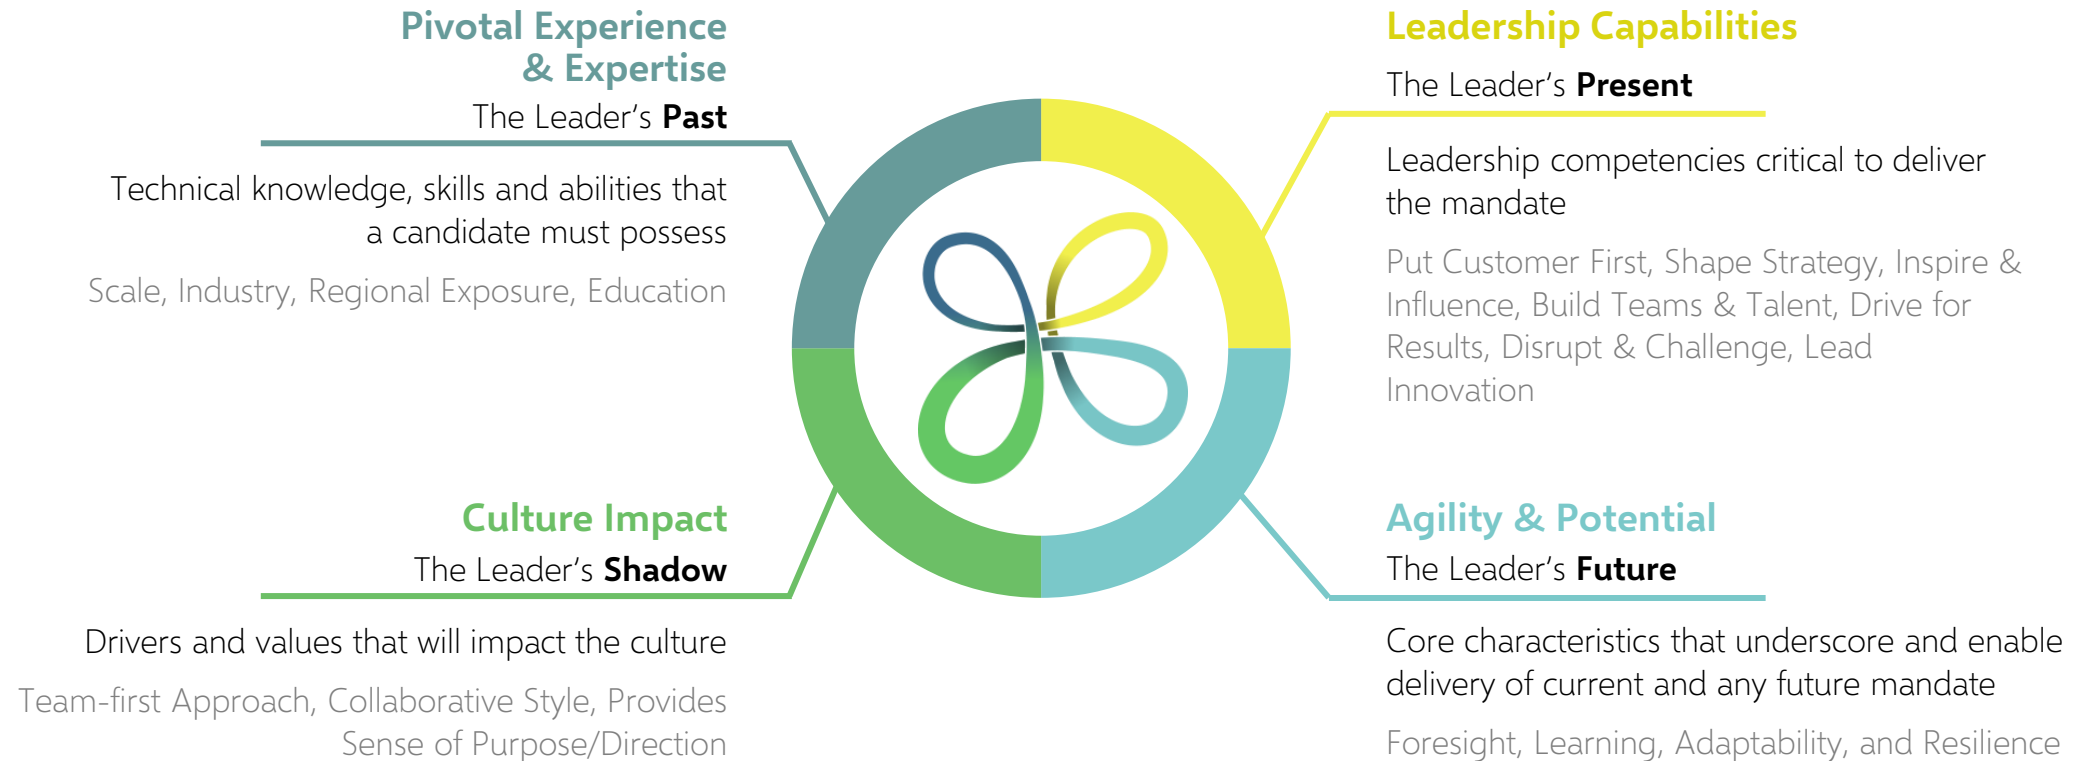 Pivotal Experience
& Expertise
The Leader's Past
Technical knowledge, skills and abilities that
a candidate must possess
Scale, Industry, Regional Exposure, Education
Leadership Capabilities
The Leader's Present
Leadership competencies critical to deliver
the mandate
Put Customer First, Shape Strategy, Inspire &
Influence, Build Teams & Talent, Drive for
Results, Disrupt & Challenge, Lead
Innovation
Culture Impact
The Leader's Shadow
Drivers and values that will impact the culture
Team-first Approach, Collaborative Style, Provides
Sense of Purpose/Direction
Agility & Potential
The Leader's Future
Core characteristics that underscore and enable
delivery of current and any future mandate
Foresight, Learning, Adaptability, and Resilience